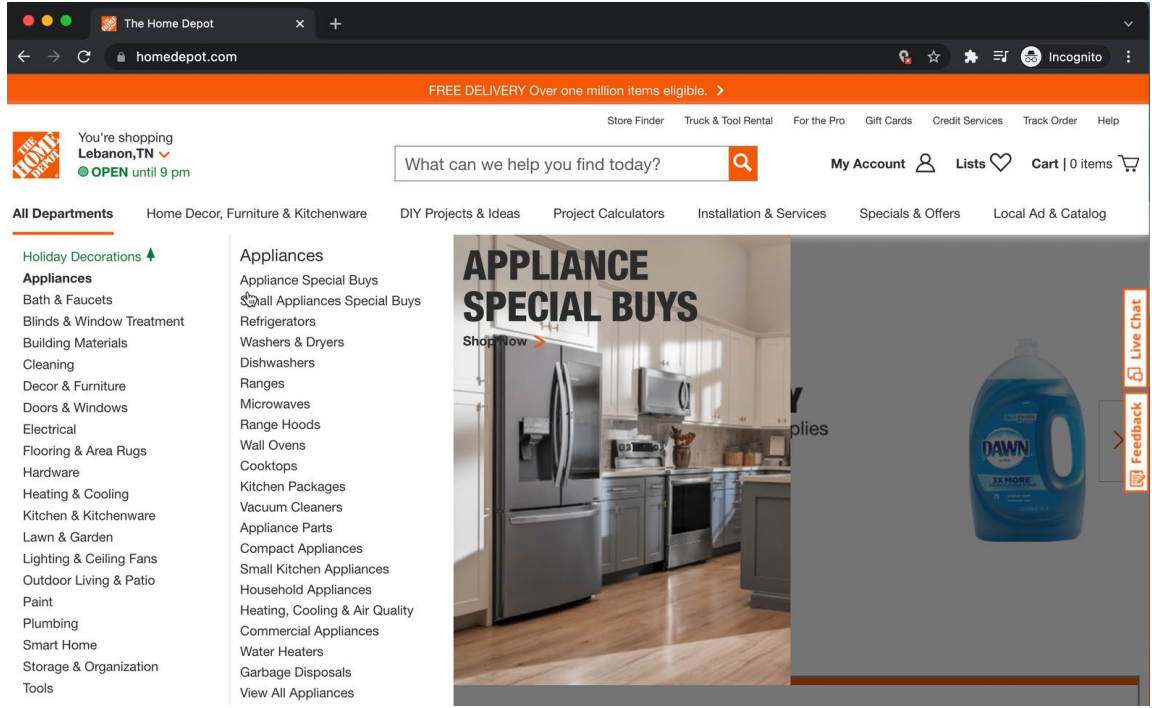 The Home Depot
homedepot.com
Incognito
FREE DELIVERY Over one million items eligible.
Store Finder Truck & Tool Rental For the Pro Gift Cards Credit Services Track Order Help
THE HOME DEPOT
You're shopping
Lebanon,TN
OPEN until 9 pm
What can we help you find today?
My Account Lists Cart | 0 items
All Departments Home Decor, Furniture & Kitchenware DIY Projects & Ideas Project Calculators Installation & Services Specials & Offers Local Ad & Catalog
Holiday Decorations
Appliances
Bath & Faucets
Blinds & Window Treatment
Building Materials
Cleaning
Decor & Furniture
Doors & Windows
Electrical
Flooring & Area Rugs
Hardware
Heating & Cooling
Kitchen & Kitchenware
Lawn & Garden
Lighting & Ceiling Fans
Outdoor Living & Patio
Paint
Plumbing
Smart Home
Storage & Organization
Tools
Appliances
Appliance Special Buys
Small Appliances Special Buys
Refrigerators
Washers & Dryers
Dishwashers
Ranges
Microwaves
Range Hoods
Wall Ovens
Cooktops
Kitchen Packages
Vacuum Cleaners
Appliance Parts
Compact Appliances
Small Kitchen Appliances
Household Appliances
Heating, Cooling & Air Quality
Commercial Appliances
Water Heaters
Garbage Disposals
View All Appliances
APPLIANCE
SPECIAL BUYS
Shop Now
Y
plies
DAWN
3X MORE
Live Chat
Feedback